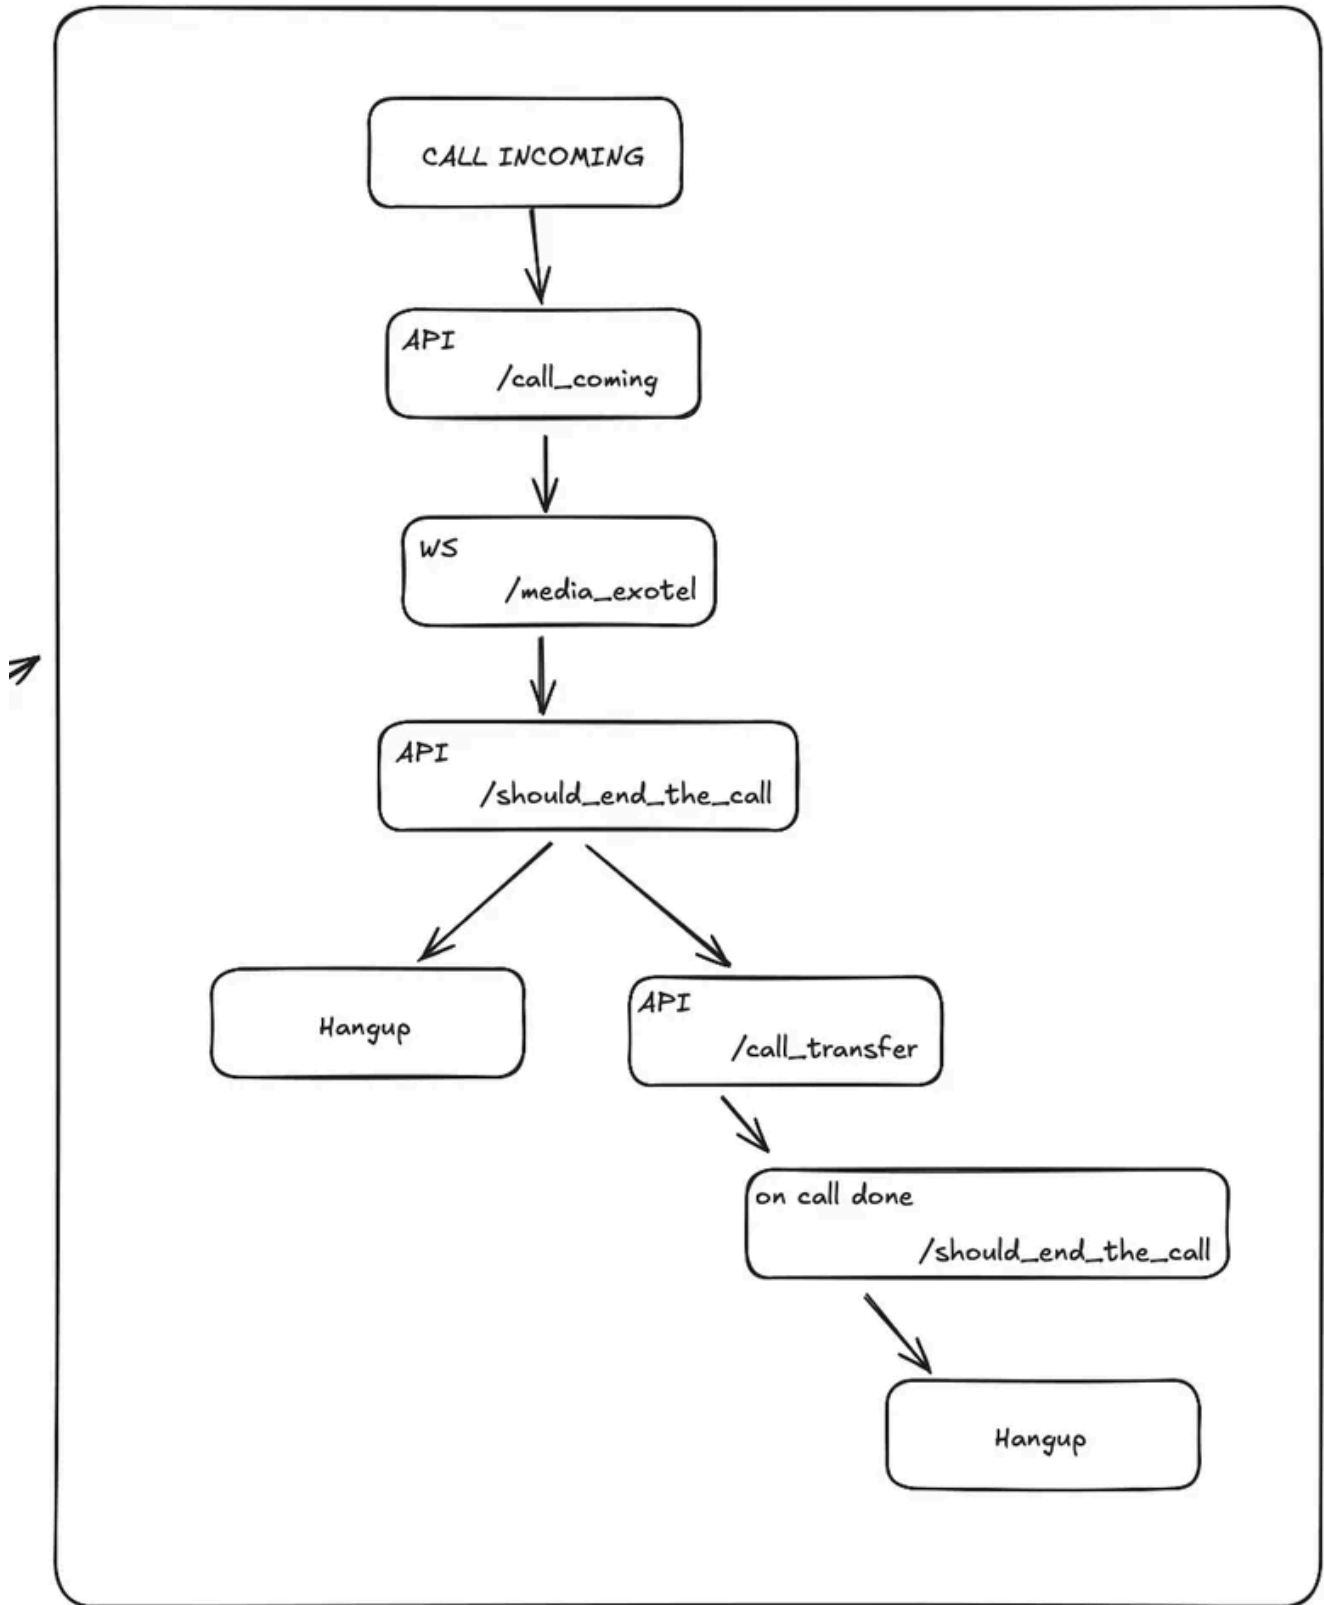 CALL INCOMING
API
/call_coming
WS
/media_exotel
API
/should_end_the_call
Hangup
API
/call_transfer
on call done
/should_end_the_call
Hangup